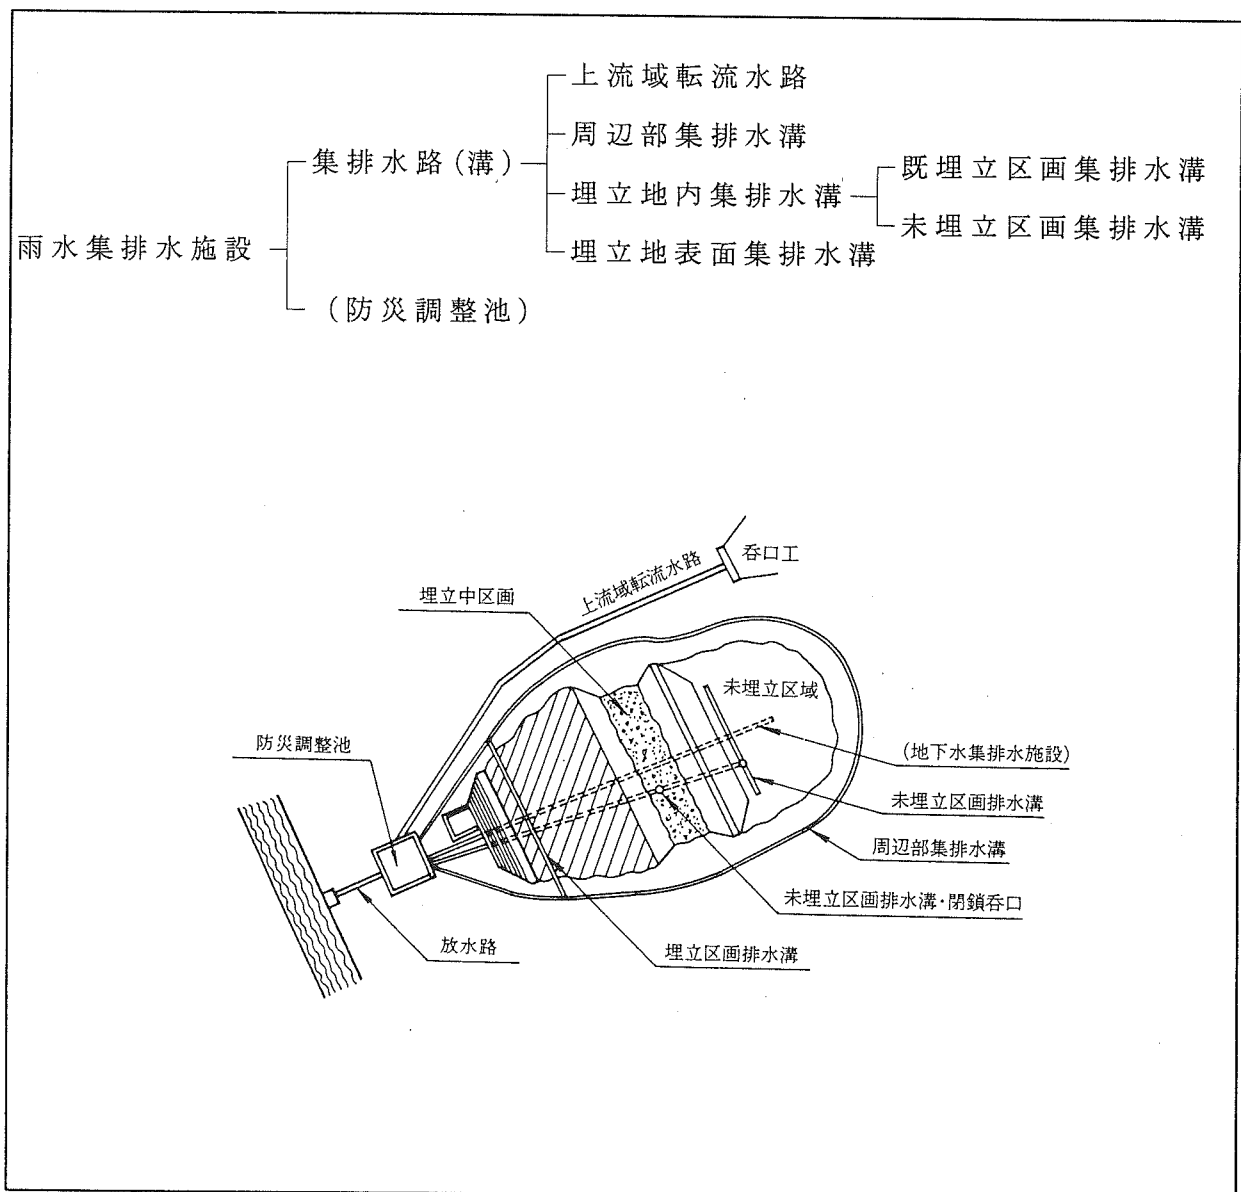 上流域転流水路
周辺部集排水溝
集排水路(溝)
既埋立区画集排水溝
埋立地内集排水溝
未埋立区画集排水溝
雨水集排水施設
埋立地表面集排水溝
(防災調整池)
呑口工
上流域転流水路
埋立中区画
未埋立区域
防災調整池
(地下水集排水施設)
未埋立区画排水溝
周辺部集排水溝
未埋立区画排水溝・閉鎖呑口
放水路
埋立区画排水溝